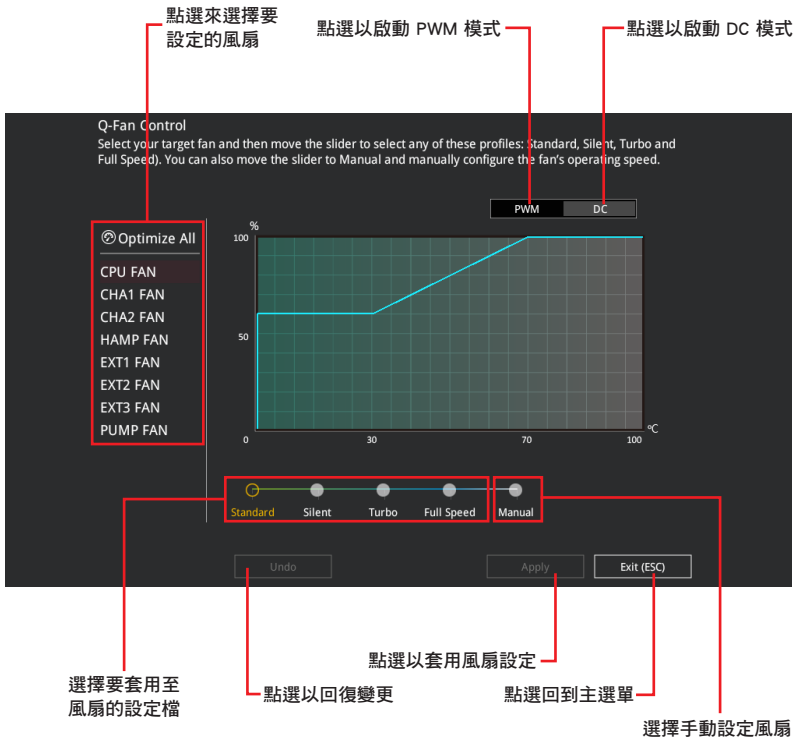 點選來選擇要
設定的風扇
點選以啟動 PWM 模式
點選以啟動 DC 模式
Q-Fan Control
Select your target fan and then move the slider to select any of these profiles: Standard, Silent, Turbo and
Full Speed). You can also move the slider to Manual and manually configure the fan's operating speed.
PWM
DC
Optimize All
CPU FAN
CHA1 FAN
CHA2 FAN
HAMP FAN
EXT1 FAN
EXT2 FAN
EXT3 FAN
PUMP FAN
%
100
50
0
30
70
100
°C
Standard
Silent
Turbo
Full Speed
Manual
Undo
Apply
Exit (ESC)
選擇要套用至
風扇的設定檔
點選以回復變更
點選以套用風扇設定
點選回到主選單
選擇手動設定風扇